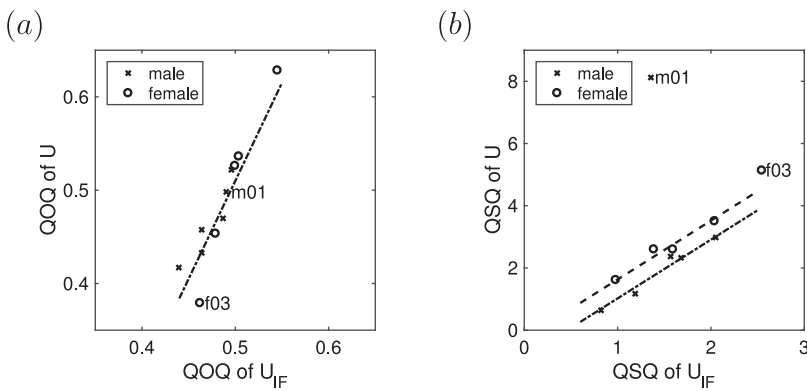 (a)
QOQ of U
0.6
0.5
0.4
male
female
m01
f03
0.4 0.5 0.6
QOQ of U_IF
(b)
QSQ of U
8
6
4
2
0
male
female
m01
f03
0 1 2 3
QSQ of U_IF